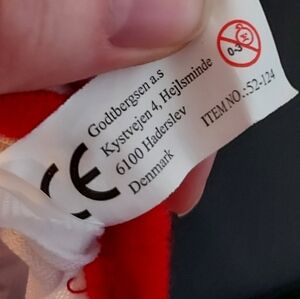 Godtbergsen a.s
Kystvejen 4, Hejlsminde
6100 Haderslev
Denmark
CE
0-3
ITEM NO.:52-124